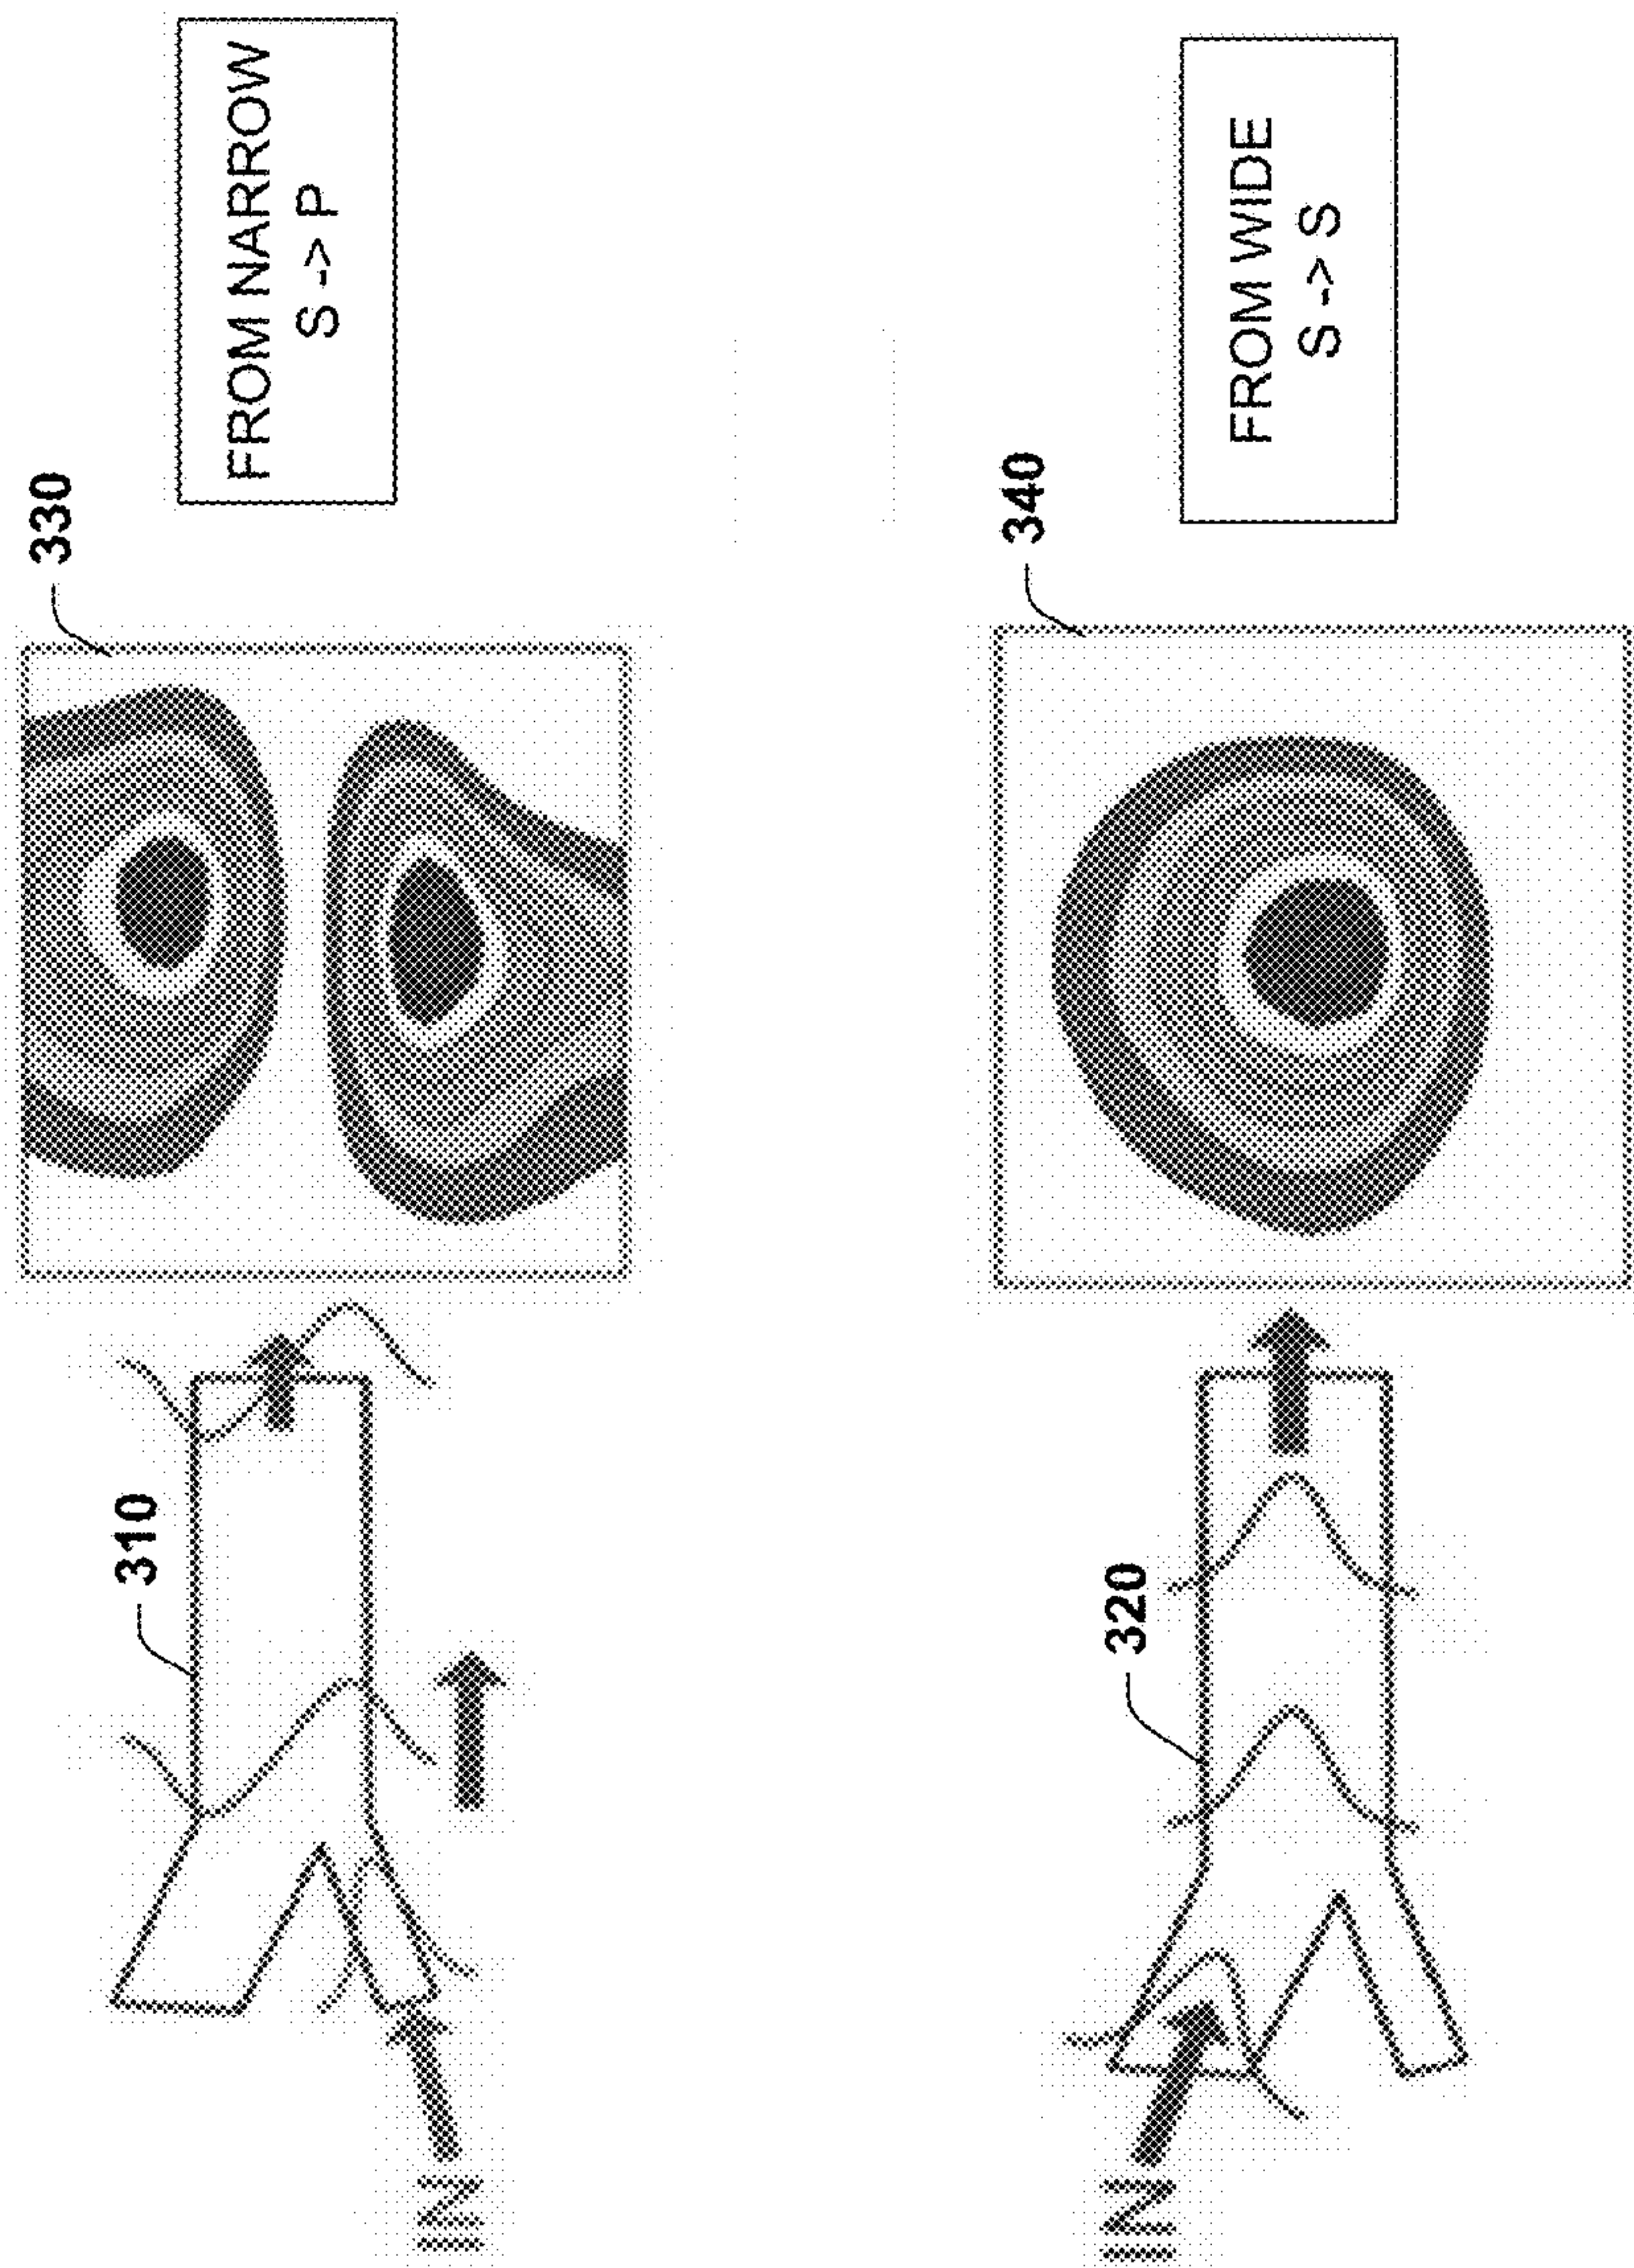 IN
310
330
FROM NARROW
S -> P
IN
320
340
FROM WIDE
S -> S